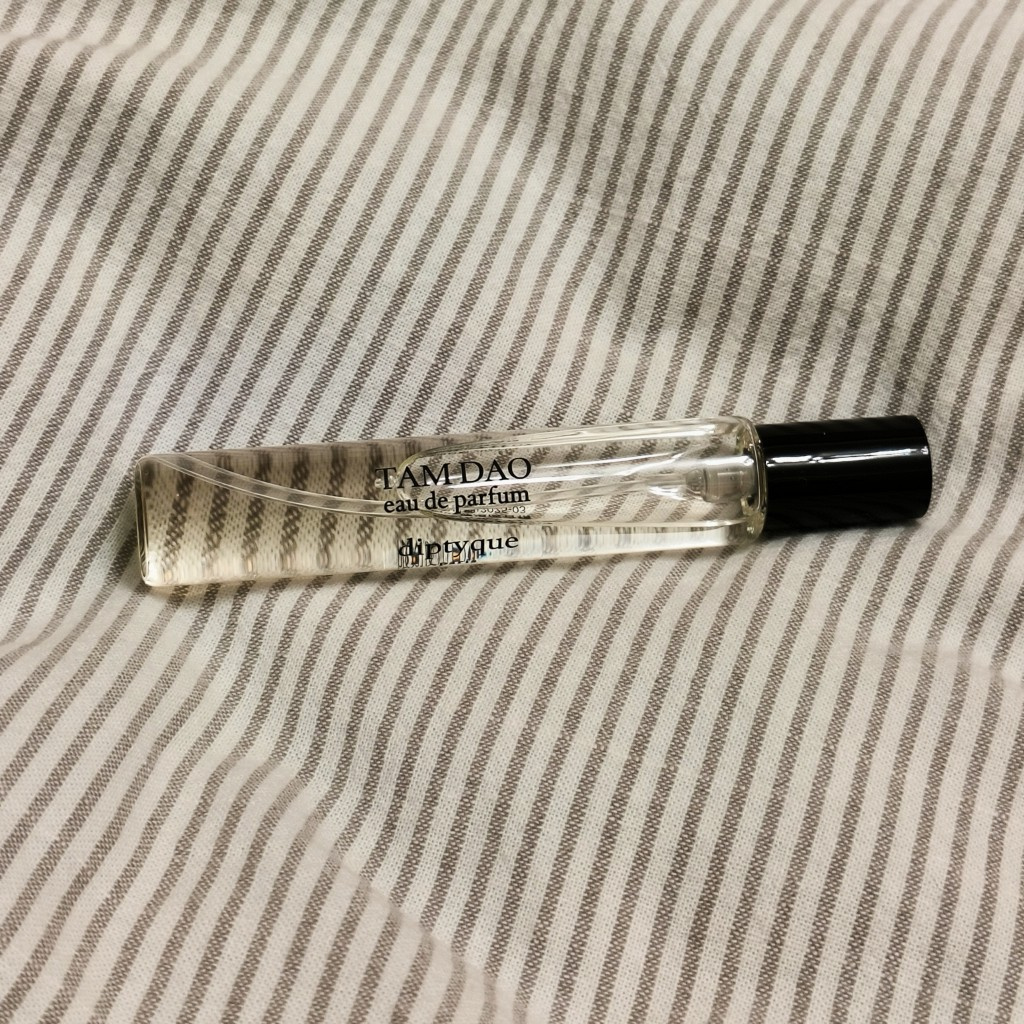 TAM DAO
eau de parfum
diptyque